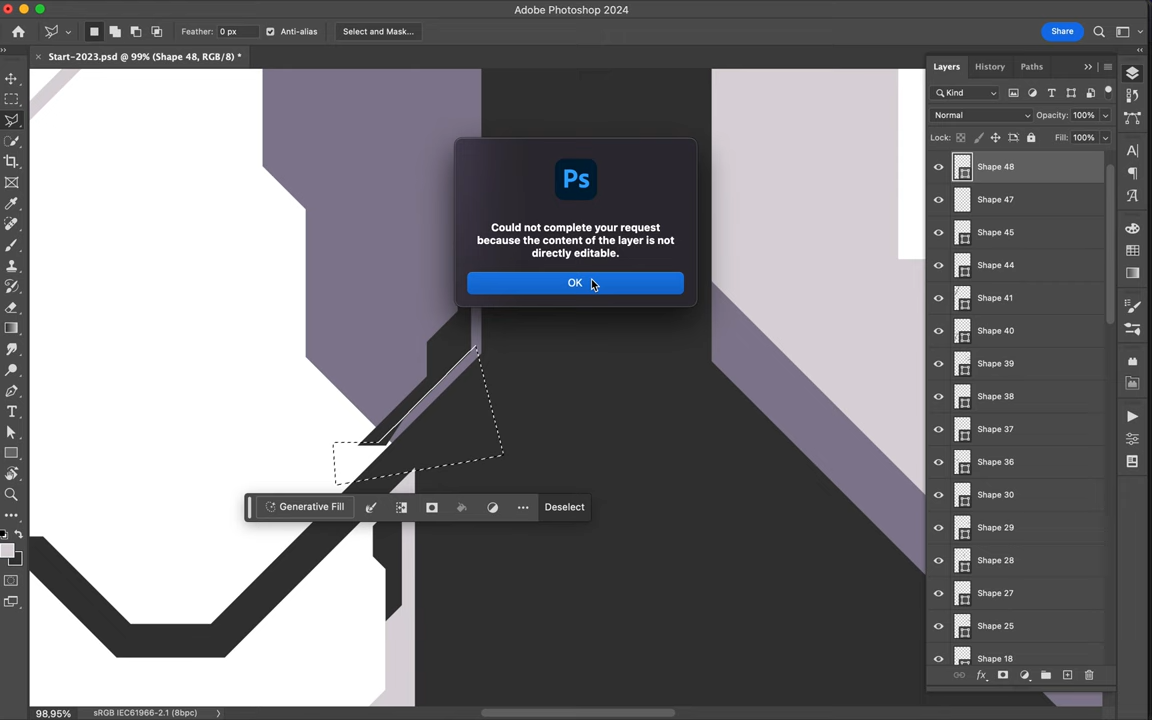 Adobe Photoshop 2024
Feather: 0 px Anti-alias Select and Mask... Share
Start-2023.psd @ 99% (Shape 48, RGB/8) *
Layers History Paths
Kind
Normal Opacity: 100%
Lock: Fill: 100%
Ps
Could not complete your request
because the content of the layer is not
directly editable.
OK
Shape 48
Shape 47
Shape 45
Shape 44
Shape 41
Shape 40
Shape 39
Shape 38
Shape 37
Shape 36
Shape 30
Shape 29
Shape 28
Shape 27
Shape 25
Shape 18
Generative Fill Deselect
98,95% sRGB IEC61966-2.1 (8bpc)